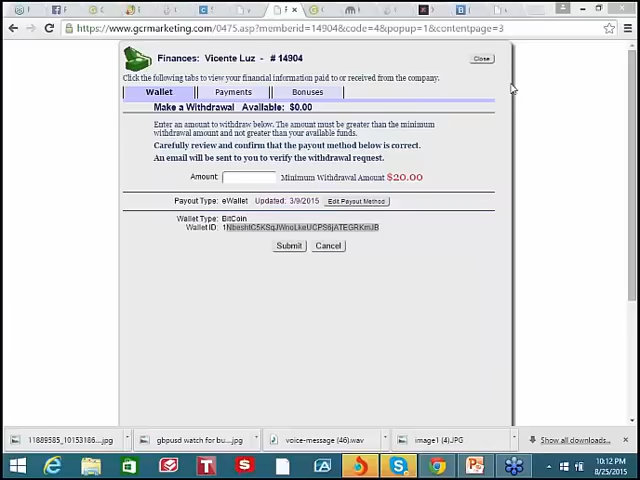 https://www.gcrmarketing.com/0475.asp?memberid=14904&code=4&popup=1&contentpage=3
Finances: Vicente Luz - # 14904
Close
Click the following tabs to view your financial information paid to or received from the company.
Wallet Payments Bonuses
Make a Withdrawal Available: $0.00
Enter an amount to withdraw below. The amount must be greater than the minimum
withdrawal amount and not greater than your available funds.
Carefully review and confirm that the payout method below is correct.
An email will be sent to you to verify the withdrawal request.
Amount: Minimum Withdrawal Amount $20.00
Payout Type: eWallet Updated: 3/9/2015 Edit Payout Method
Wallet Type: BitCoin
Wallet ID:
Submit Cancel
11889585_10153186....jpg gbpusd watch for bu....jpg voice-message (46).wav image1 (4).JPG Show all downloads...
10:12 PM
8/25/2015